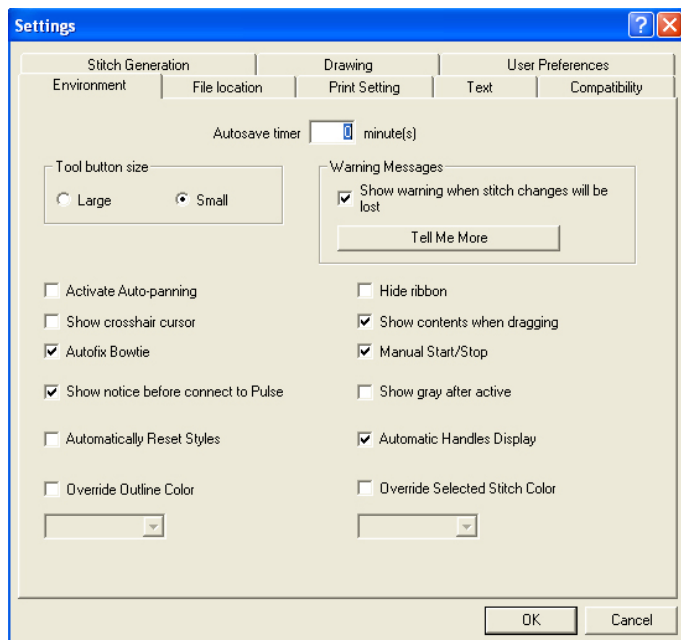 Settings
Stitch Generation
Drawing
User Preferences
Environment
File location
Print Setting
Text
Compatibility
Autosave timer 0 minute(s)
Tool button size
Large
Small
Warning Messages
Show warning when stitch changes will be
lost
Tell Me More
Activate Auto-panning
Hide ribbon
Show crosshair cursor
Show contents when dragging
Autofix Bowtie
Manual Start/Stop
Show notice before connect to Pulse
Show gray after active
Automatically Reset Styles
Automatic Handles Display
Override Outline Color
Override Selected Stitch Color
OK
Cancel